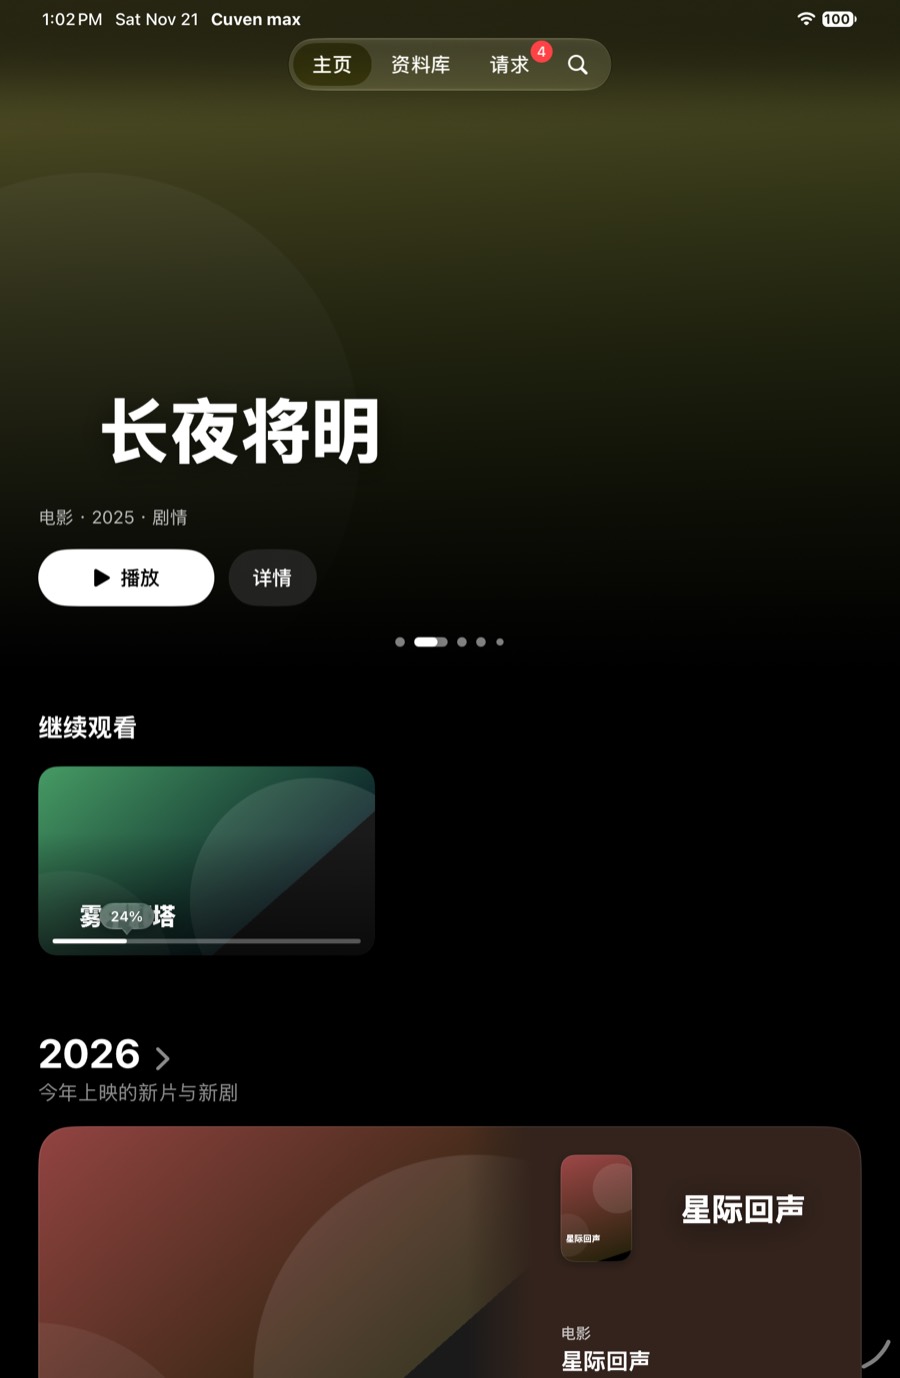 1:02 PM Sat Nov 21 Cuven max 100
主页 资料库 请求 4
长夜将明
电影 · 2025 · 剧情
播放 详情
继续观看
雾 塔
24%
2026
今年上映的新片与新剧
星际回声
星际回声
电影
星际回声